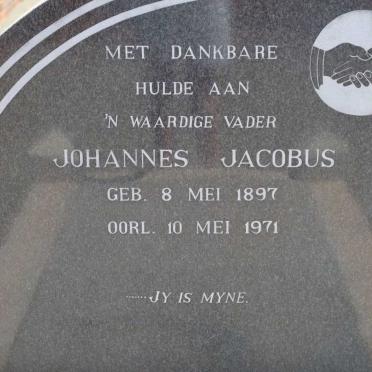 MET DANKBARE
HULDE AAN
'N WAARDIGE VADER
JOHANNES JACOBUS
GEB. 8 MEI 1897
OORL. 10 MEI 1971
.......JY IS MYNE.